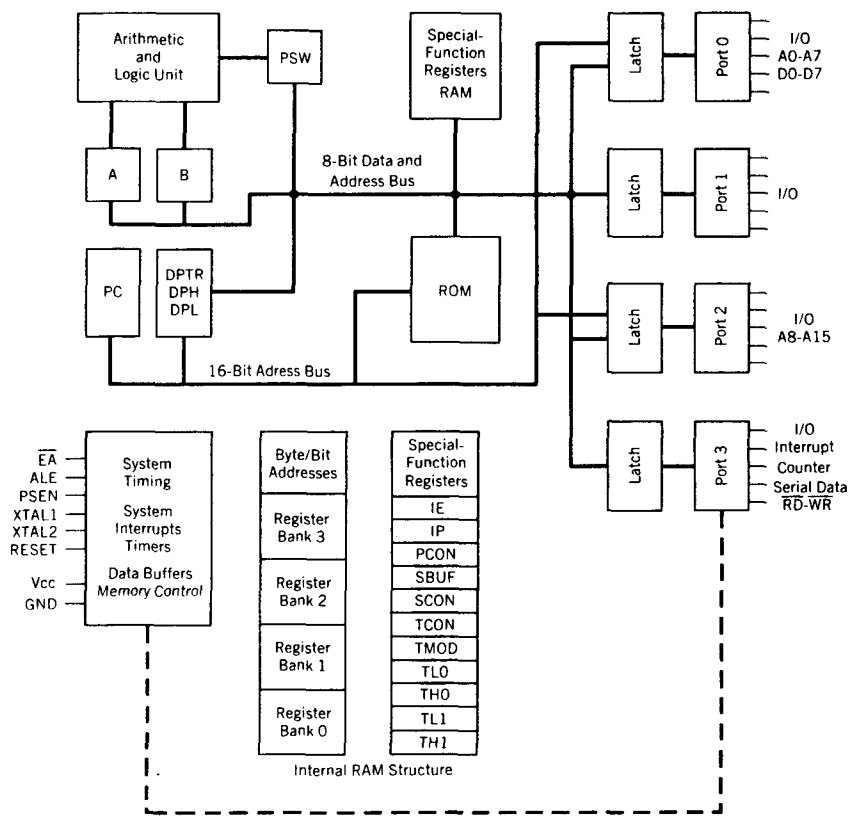 Arithmetic
and
Logic Unit
PSW
Special-
Function
Registers
RAM
Latch
Port 0
I/O
A0-A7
D0-D7
A
B
8-Bit Data and
Address Bus
Latch
Port 1
I/O
PC
DPTR
DPH
DPL
ROM
Latch
Port 2
I/O
A8-A15
16-Bit Adress Bus
Latch
Port 3
I/O
Interrupt
Counter
Serial Data
R̅D̅-W̅R̅
E̅A̅
ALE
PSEN
XTAL1
XTAL2
RESET
Vcc
GND
System
Timing
System
Interrupts
Timers
Data Buffers
Memory Control
Byte/Bit
Addresses
Register
Bank 3
Register
Bank 2
Register
Bank 1
Register
Bank 0
Special-
Function
Registers
IE
IP
PCON
SBUF
SCON
TCON
TMOD
TL0
TH0
TL1
TH1
Internal RAM Structure